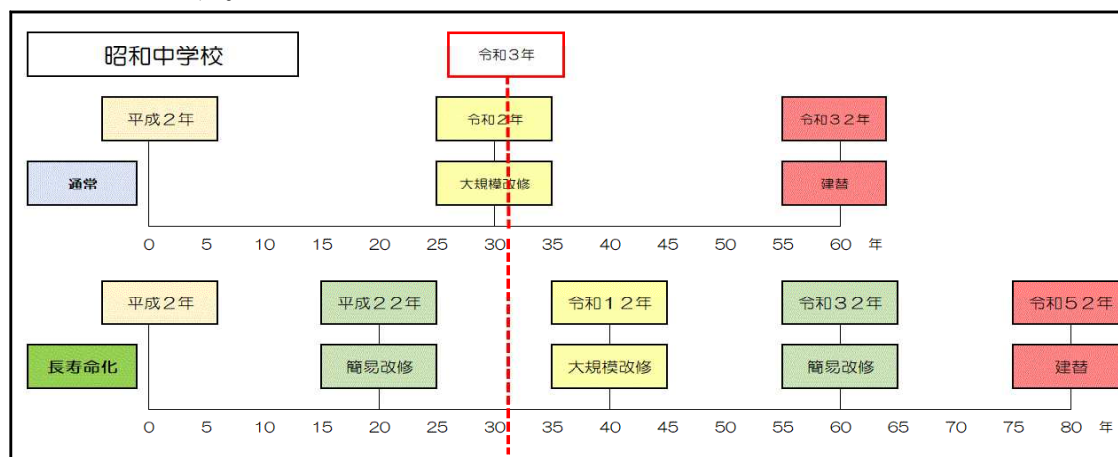 昭和中学校
令和3年
平成2年
令和2年
令和32年
通常
大規模改修
建替
0 5 10 15 20 25 30 35 40 45 50 55 60 年
平成2年
平成22年
令和12年
令和32年
令和52年
長寿命化
簡易改修
大規模改修
簡易改修
建替
0 5 10 15 20 25 30 35 40 45 50 55 60 65 70 75 80 年